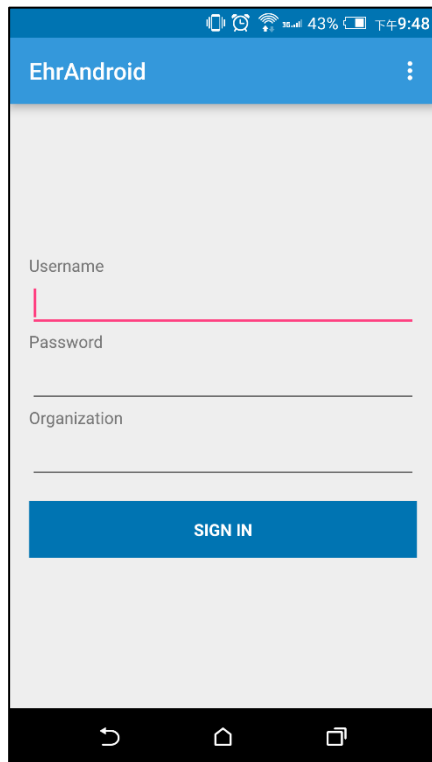 43% 下午9:48
EhrAndroid
Username
Password
Organization
SIGN IN